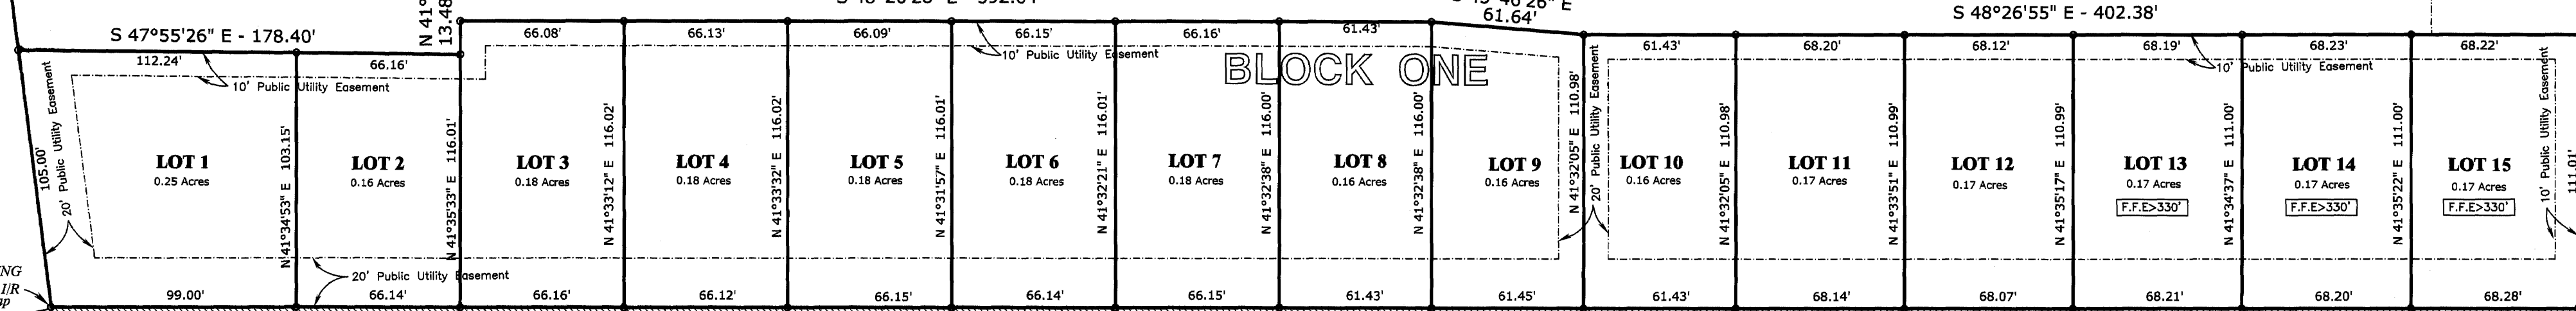 S 47°55'26" E - 178.40'
N 41°
13.48
61.64'
S 48°26'55" E - 402.38'
112.24'
66.16'
66.08'
66.13'
66.09'
66.15'
66.16'
61.43'
61.43'
68.20'
68.12'
68.19'
68.23'
68.22'
10' Public Utility Easement
10' Public Utility Easement
10' Public Utility Easement
BLOCK ONE
105.00'
20' Public Utility Easement
LOT 1
0.25 Acres
N 41°34'53" E 103.15'
LOT 2
0.16 Acres
N 41°35'33" E 116.01'
LOT 3
0.18 Acres
N 41°33'12" E 116.02'
LOT 4
0.18 Acres
N 41°33'32" E 116.02'
LOT 5
0.18 Acres
N 41°31'57" E 116.01'
LOT 6
0.18 Acres
N 41°32'21" E 116.01'
LOT 7
0.18 Acres
N 41°32'38" E 116.00'
LOT 8
0.16 Acres
N 41°32'38" E 116.00'
LOT 9
0.16 Acres
N 41°32'05" E 110.98'
20' Public Utility Easement
LOT 10
0.16 Acres
N 41°32'05" E 110.98'
LOT 11
0.17 Acres
N 41°33'51" E 110.99'
LOT 12
0.17 Acres
N 41°35'17" E 110.99'
LOT 13
0.17 Acres
F.F.E>330'
N 41°34'37" E 111.00'
LOT 14
0.17 Acres
F.F.E>330'
N 41°35'22" E 111.00'
LOT 15
0.17 Acres
F.F.E>330'
10' Public Utility Easement
111.01'
20' Public Utility Easement
I/R
99.00'
66.14'
66.16'
66.12'
66.15'
66.14'
66.15'
61.43'
61.45'
61.43'
68.14'
68.07'
68.21'
68.20'
68.28'